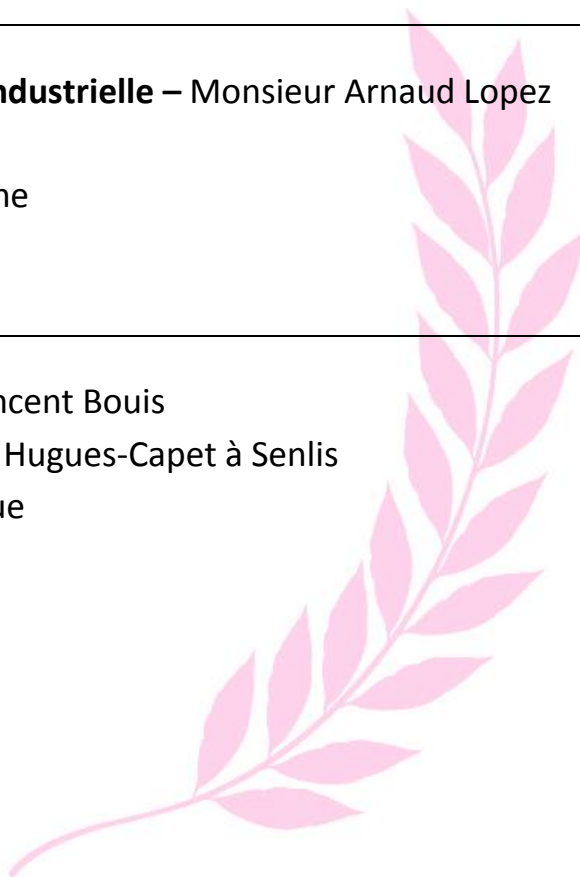 ndustrielle – Monsieur Arnaud Lopez
ne
ncent Bouis
Hugues-Capet à Senlis
ue